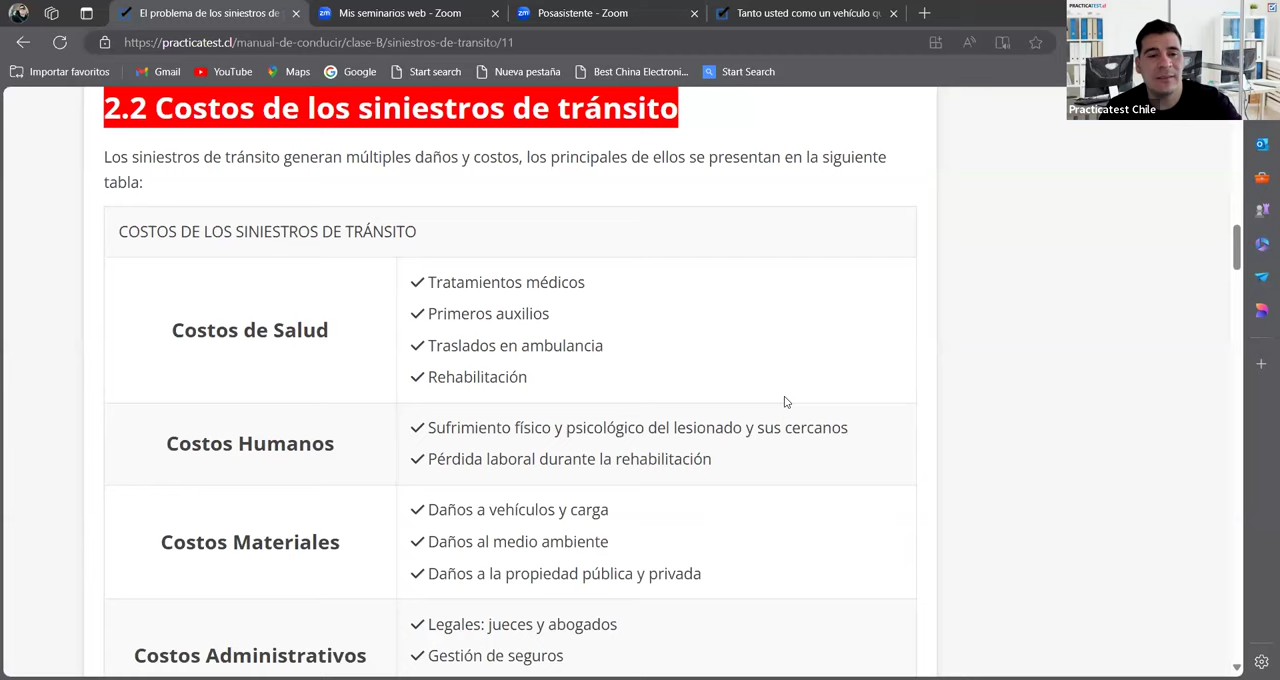 El problema de los siniestros de
Mis seminarios web - Zoom
Posasistente - Zoom
Tanto usted como un vehículo qu
https://practicatest.cl/manual-de-conducir/clase-B/siniestros-de-transito/11
Importar favoritos
Gmail
YouTube
Maps
Google
Start search
Nueva pestaña
Best China Electroni...
Start Search
PRACTICATEST.cl
Practicatest Chile
2.2 Costos de los siniestros de tránsito
Los siniestros de tránsito generan múltiples daños y costos, los principales de ellos se presentan en la siguiente
tabla:
COSTOS DE LOS SINIESTROS DE TRÁNSITO
Costos de Salud
Tratamientos médicos
Primeros auxilios
Traslados en ambulancia
Rehabilitación
Costos Humanos
Sufrimiento físico y psicológico del lesionado y sus cercanos
Pérdida laboral durante la rehabilitación
Costos Materiales
Daños a vehículos y carga
Daños al medio ambiente
Daños a la propiedad pública y privada
Costos Administrativos
Legales: jueces y abogados
Gestión de seguros